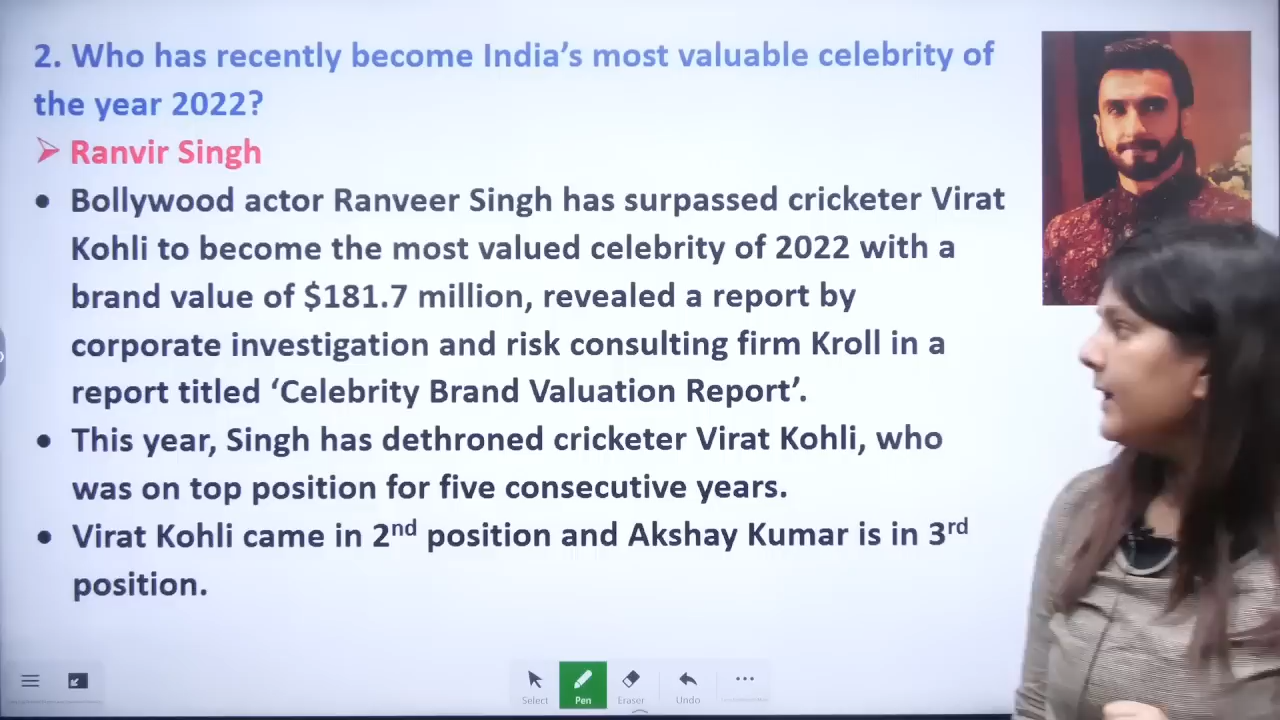 2. Who has recently become India’s most valuable celebrity of
the year 2022?
➢ Ranvir Singh
• Bollywood actor Ranveer Singh has surpassed cricketer Virat
Kohli to become the most valued celebrity of 2022 with a
brand value of $181.7 million, revealed a report by
corporate investigation and risk consulting firm Kroll in a
report titled ‘Celebrity Brand Valuation Report’.
• This year, Singh has dethroned cricketer Virat Kohli, who
was on top position for five consecutive years.
• Virat Kohli came in 2nd position and Akshay Kumar is in 3rd
position.
Select Pen Eraser Undo